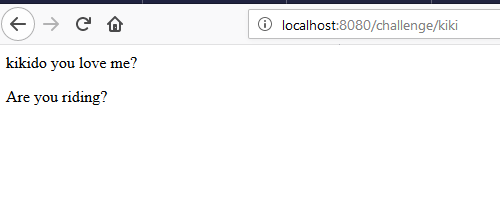 localhost:8080/challenge/kiki
kikido you love me?
Are you riding?